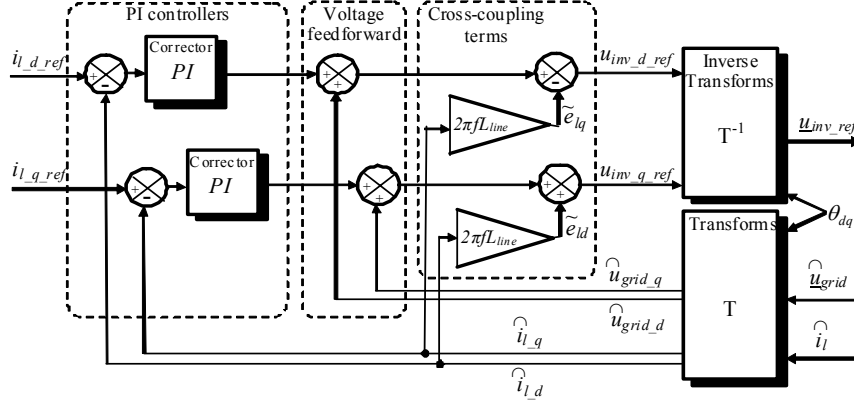 PI controllers
Voltage feedforward
Cross-coupling terms
i_l_d_ref
+
-
Corrector
PI
+
+
+
-
u_inv_d_ref
Inverse Transforms
T⁻¹
u_inv_ref
2πfL_line
ẽ_lq
i_l_q_ref
+
-
Corrector
PI
+
+
+
+
u_inv_q_ref
2πfL_line
ẽ_ld
θ_dq
Transforms
T
û_grid_q
û_grid_d
û_grid
î_l_q
î_l
î_l_d